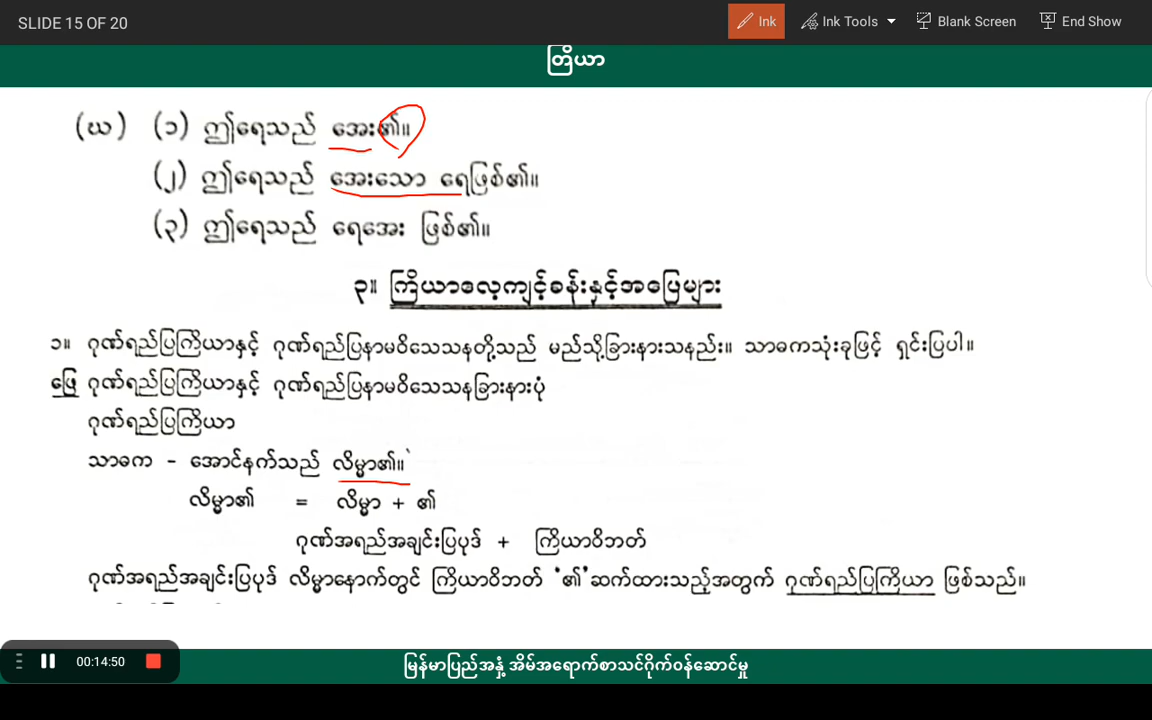 SLIDE 15 OF 20
Ink
Ink Tools
Blank Screen
End Show
တြိယာ
(ဃ) (၁) ဤရေသည် အေး၏။
(၂) ဤရေသည် အေးသော ရေဖြစ်၏။
(၃) ဤရေသည် ရေအေး ဖြစ်၏။
၃။ ကြိယာလေ့ကျင့်ခန်းနှင့်အဖြေများ
၁။ ဂုဏ်ရည်ပြကြိယာနှင့် ဂုဏ်ရည်ပြနာမဝိသေသနတို့သည် မည်သို့ခြားနားသနည်း။ သာဓကသုံးခုဖြင့် ရှင်းပြပါ။
ဖြေ ဂုဏ်ရည်ပြကြိယာနှင့် ဂုဏ်ရည်ပြနာမဝိသေသနခြားနားပုံ
ဂုဏ်ရည်ပြကြိယာ
သာဓက - အောင်နက်သည် လိမ္မာ၏။
လိမ္မာ၏ = လိမ္မာ + ၏
ဂုဏ်အရည်အချင်းပြပုဒ် + ကြိယာဝိဘတ်
ဂုဏ်အရည်အချင်းပြပုဒ် လိမ္မာနောက်တွင် ကြိယာဝိဘတ် '၏'ဆက်ထားသည့်အတွက် ဂုဏ်ရည်ပြကြိယာ ဖြစ်သည်။
00:14:50
မြန်မာပြည်အနှံ့ အိမ်အရောက်စာသင်ဂိုက်ဝန်ဆောင်မှု